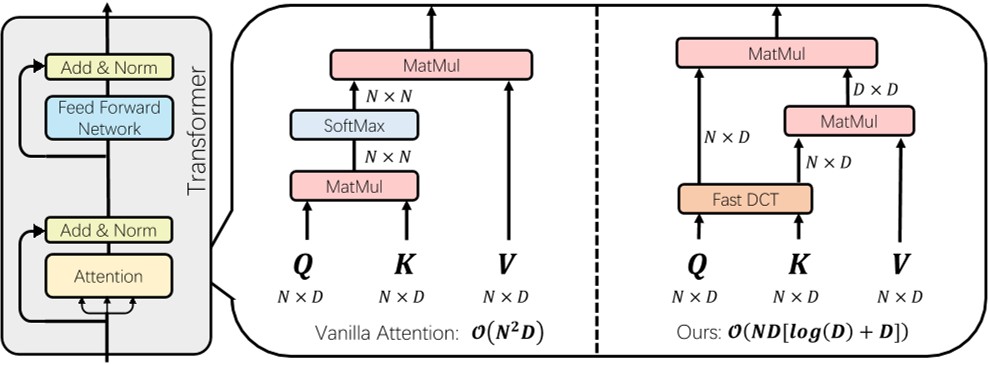 Add & Norm
Feed Forward
Network
Add & Norm
Attention
Transformer
MatMul
N × N
SoftMax
N × N
MatMul
Q
K
V
N × D
N × D
N × D
Vanilla Attention: 𝒪(N²D)
MatMul
D × D
MatMul
N × D
N × D
Fast DCT
Q
K
V
N × D
N × D
N × D
Ours: 𝒪(ND[log(D) + D])